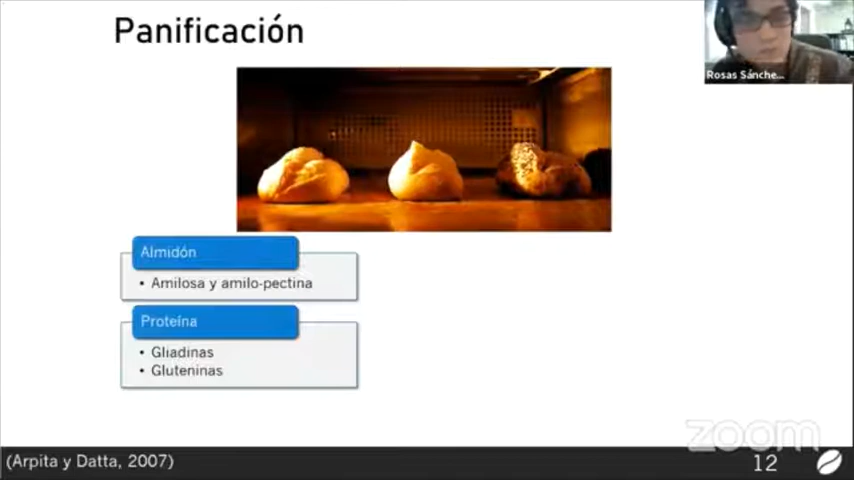 Panificación
Rosas Sánche...
Almidón
• Amilosa y amilo-pectina
Proteína
• Gliadinas
• Gluteninas
zoom
(Arpita y Datta, 2007)
12